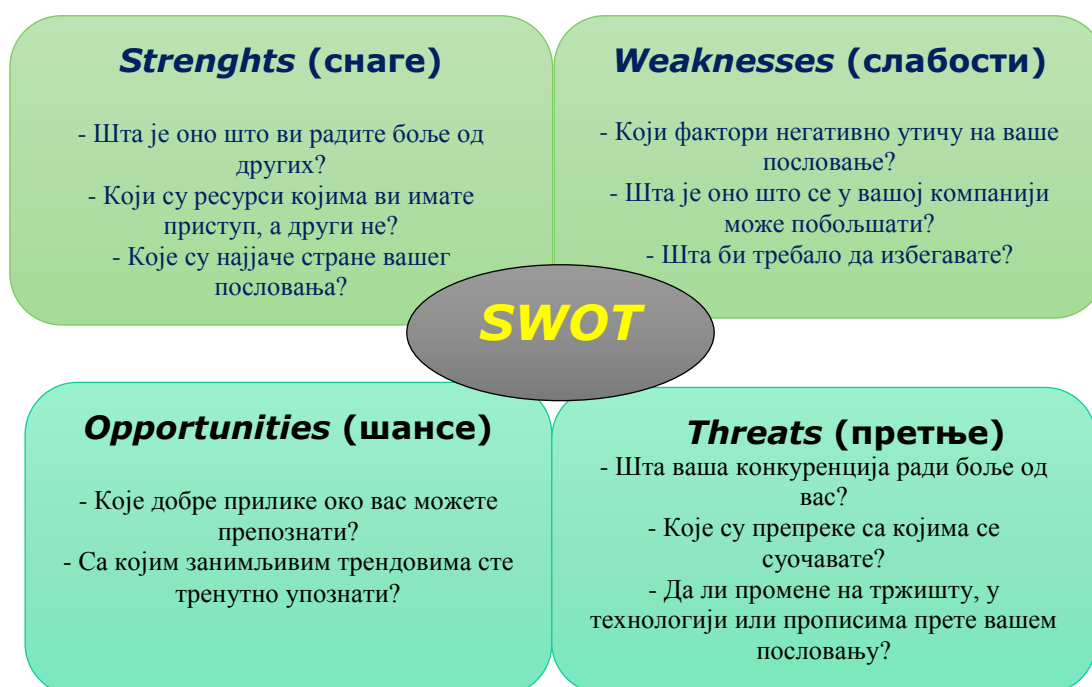 Strenghts (снаге)
- Шта је оно што ви радите боље од
других?
- Који су ресурси којима ви имате
приступ, а други не?
- Које су најјаче стране вашег
пословања?
Weaknesses (слабости)
- Који фактори негативно утичу на ваше
пословање?
- Шта је оно што се у вашој компанији
може побољшати?
- Шта би требало да избегавате?
SWOT
Opportunities (шансе)
- Које добре прилике око вас можете
препознати?
- Са којим занимљивим трендовима сте
тренутно упознати?
Threats (претње)
- Шта ваша конкуренција ради боље од
вас?
- Које су препреке са којима се
суочавате?
- Да ли промене на тржишту, у
технологији или прописима прете вашем
пословању?